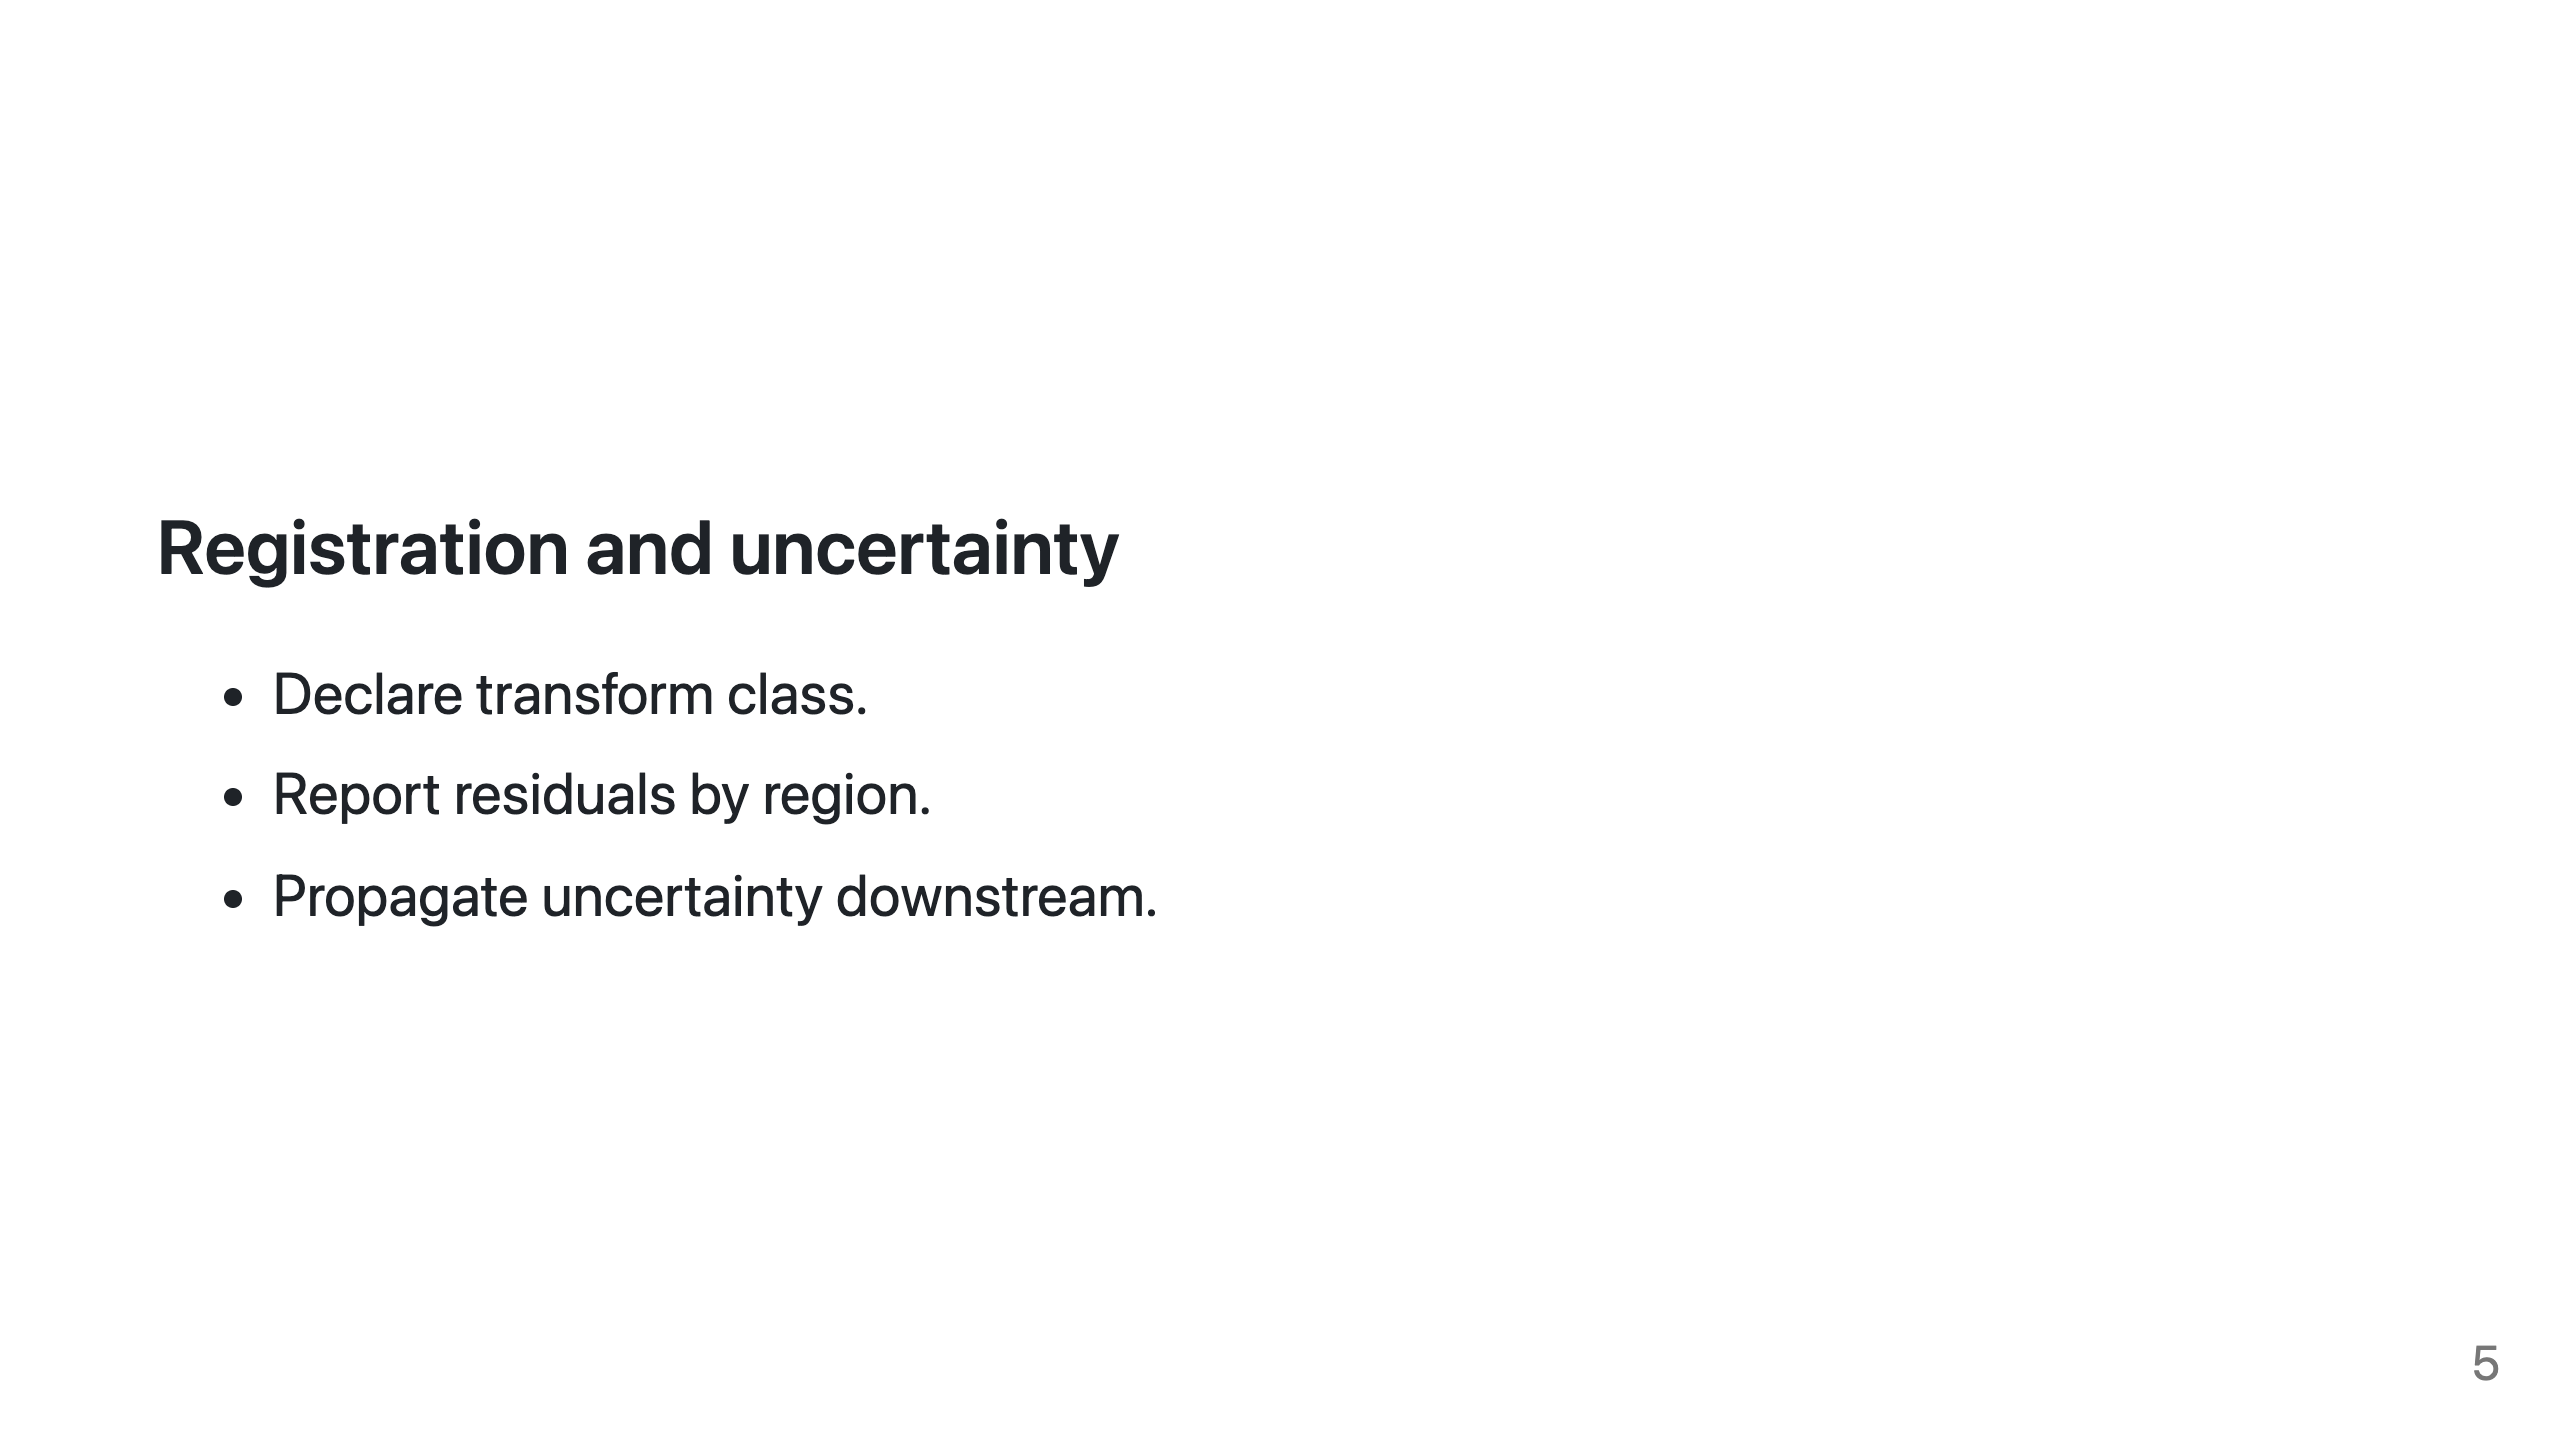 Registration and uncertainty
• Declare transform class.
• Report residuals by region.
• Propagate uncertainty downstream.
5